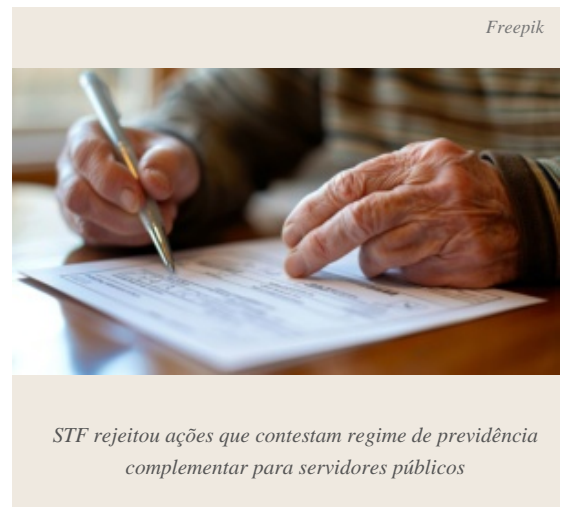 Freepik
STF rejeitou ações que contestam regime de previdência
complementar para servidores públicos